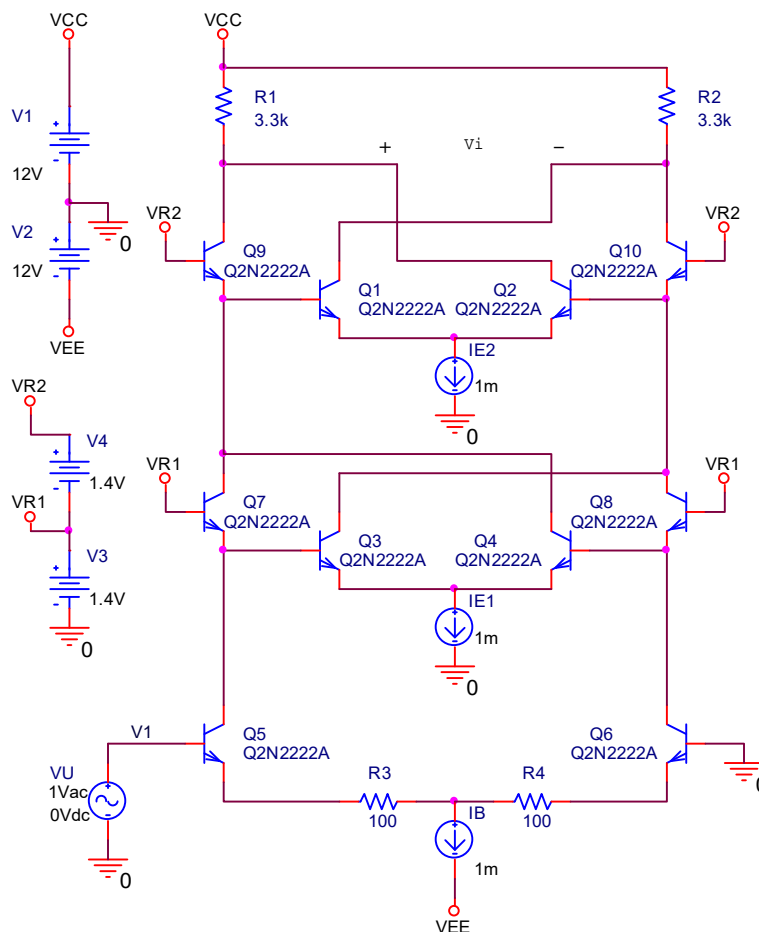 VCC
VCC
V1
+
-
12V
0
V2
+
-
12V
VEE
R1
3.3k
R2
3.3k
+ Vi -
VR2
VR2
Q9
Q2N2222A
Q10
Q2N2222A
Q1
Q2N2222A
Q2
Q2N2222A
IE2
+
-
1m
0
VR2
V4
+
-
1.4V
VR1
V3
+
-
1.4V
0
VR1
VR1
Q7
Q2N2222A
Q8
Q2N2222A
Q3
Q2N2222A
Q4
Q2N2222A
IE1
+
-
1m
0
V1
Q5
Q2N2222A
Q6
Q2N2222A
0
VU
1Vac
0Vdc
+
-
0
R3
100
R4
100
IB
+
-
1m
VEE